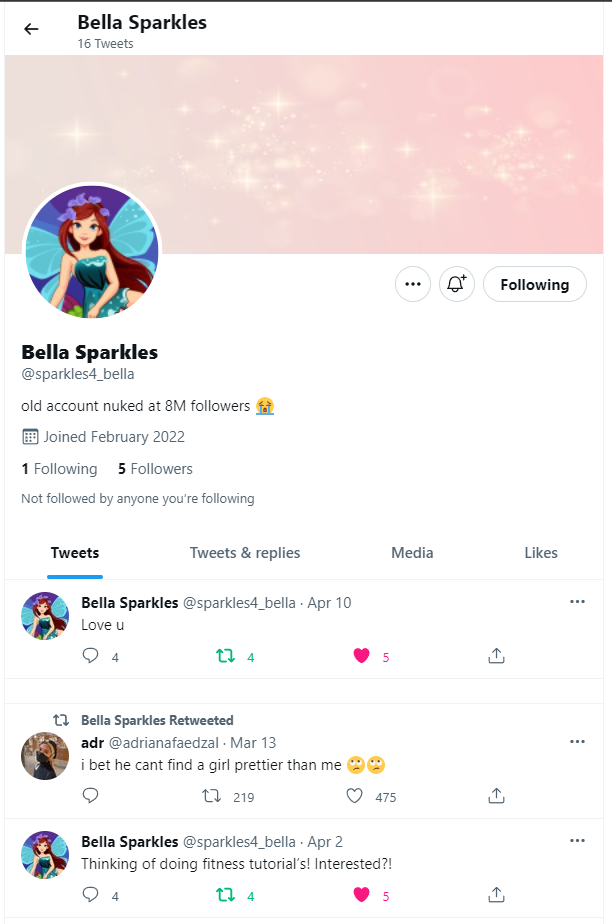 Bella Sparkles
16 Tweets
Following
Bella Sparkles
@sparkles4_bella
old account nuked at 8M followers 😭
Joined February 2022
1 Following 5 Followers
Not followed by anyone you're following
Tweets Tweets & replies Media Likes
Bella Sparkles @sparkles4_bella · Apr 10
Love u
4 4 5
Bella Sparkles Retweeted
adr @adrianafaedzal · Mar 13
i bet he cant find a girl prettier than me 🙄🙄
219 475
Bella Sparkles @sparkles4_bella · Apr 2
Thinking of doing fitness tutorial's! Interested?!
4 4 5